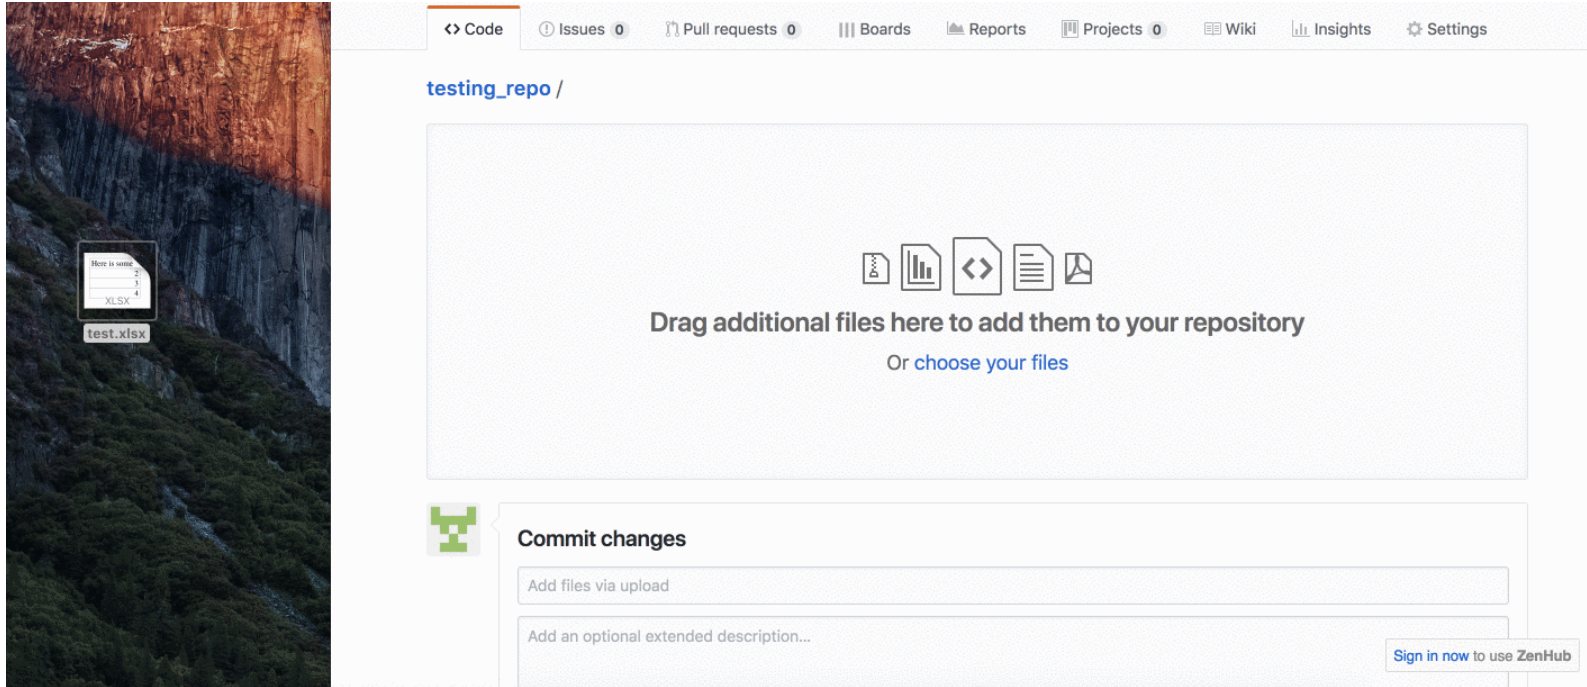 Here is some
2
3
4
XLSX
test.xlsx
Code Issues 0 Pull requests 0 Boards Reports Projects 0 Wiki Insights Settings
testing_repo /
Drag additional files here to add them to your repository
Or choose your files
Commit changes
Add files via upload
Add an optional extended description...
Sign in now to use ZenHub